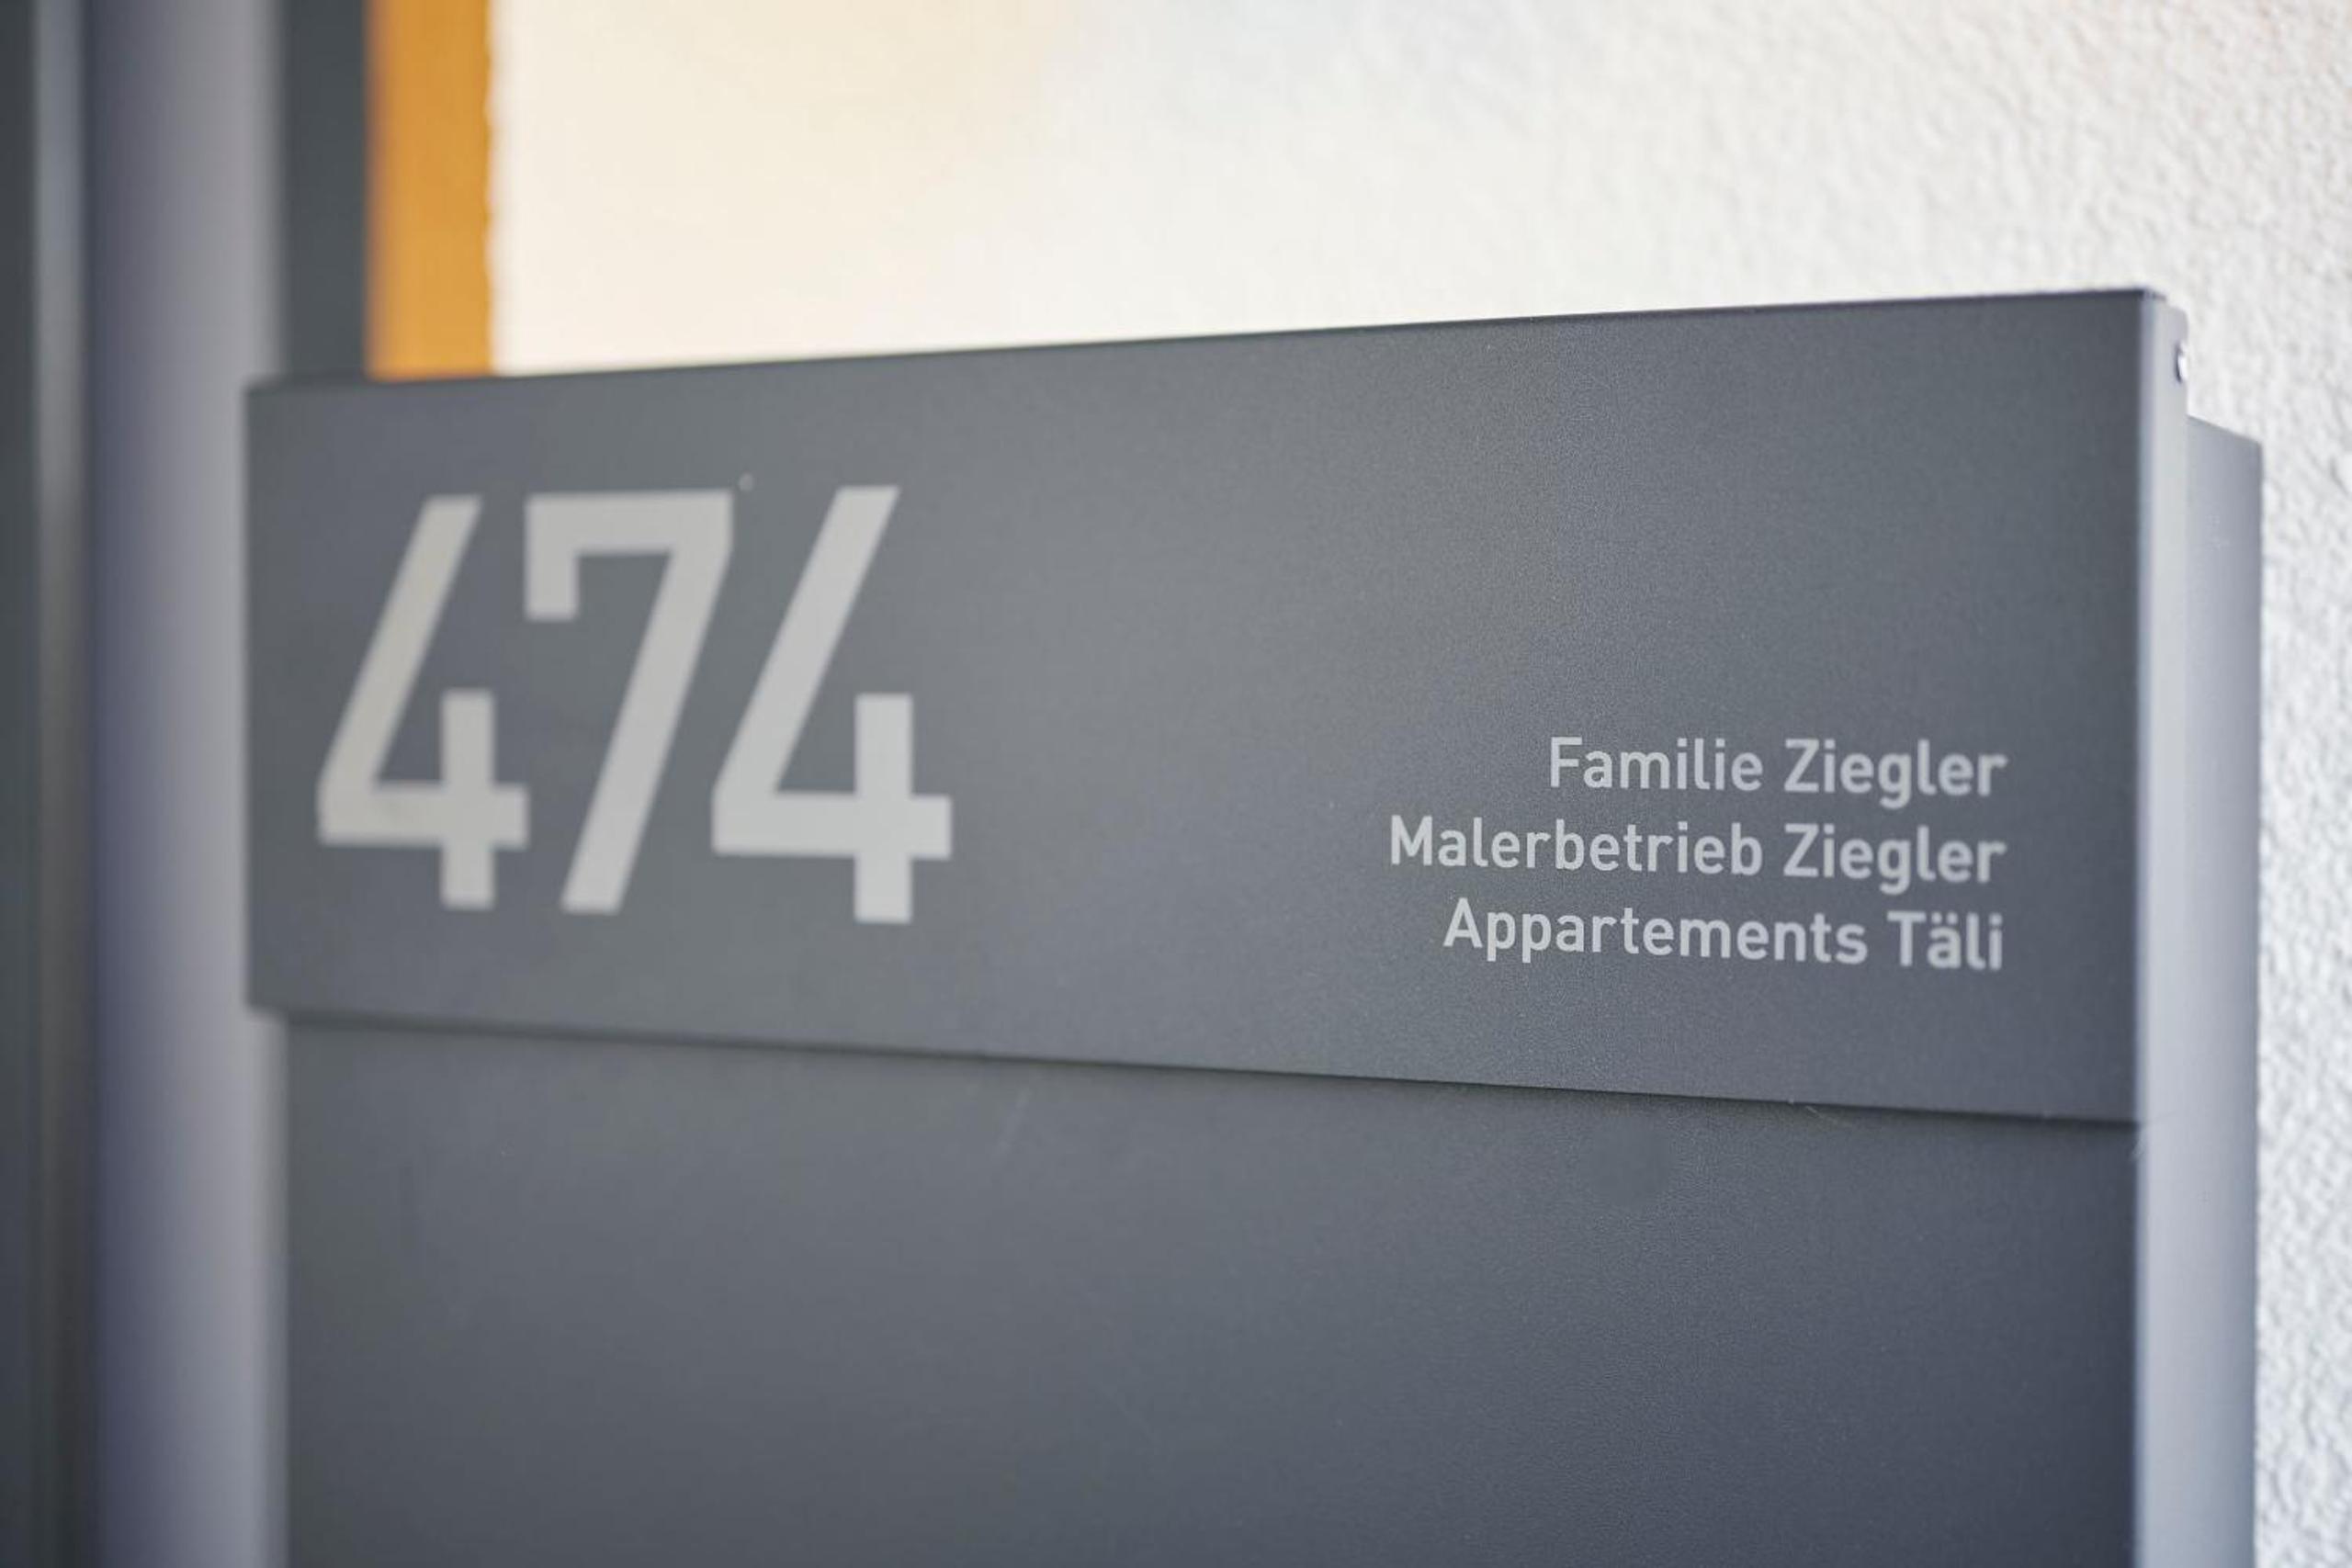 474
Familie Ziegler
Malerbetrieb Ziegler
Appartements Täli